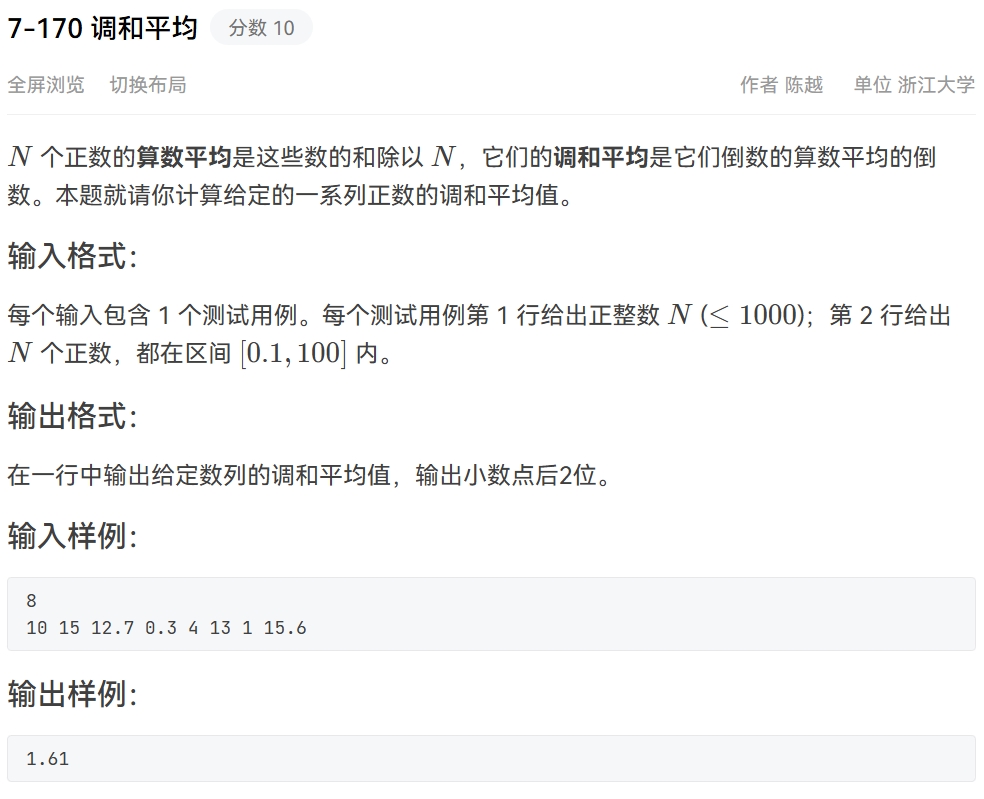 7-170 调和平均 分数 10
全屏浏览 切换布局 作者 陈越 单位 浙江大学
N 个正数的算数平均是这些数的和除以 N，它们的调和平均是它们倒数的算数平均的倒
数。本题就请你计算给定的一系列正数的调和平均值。
输入格式：
每个输入包含 1 个测试用例。每个测试用例第 1 行给出正整数 N (≤ 1000)；第 2 行给出
N 个正数，都在区间 [0.1, 100] 内。
输出格式：
在一行中输出给定数列的调和平均值，输出小数点后2位。
输入样例：
8
10 15 12.7 0.3 4 13 1 15.6
输出样例：
1.61